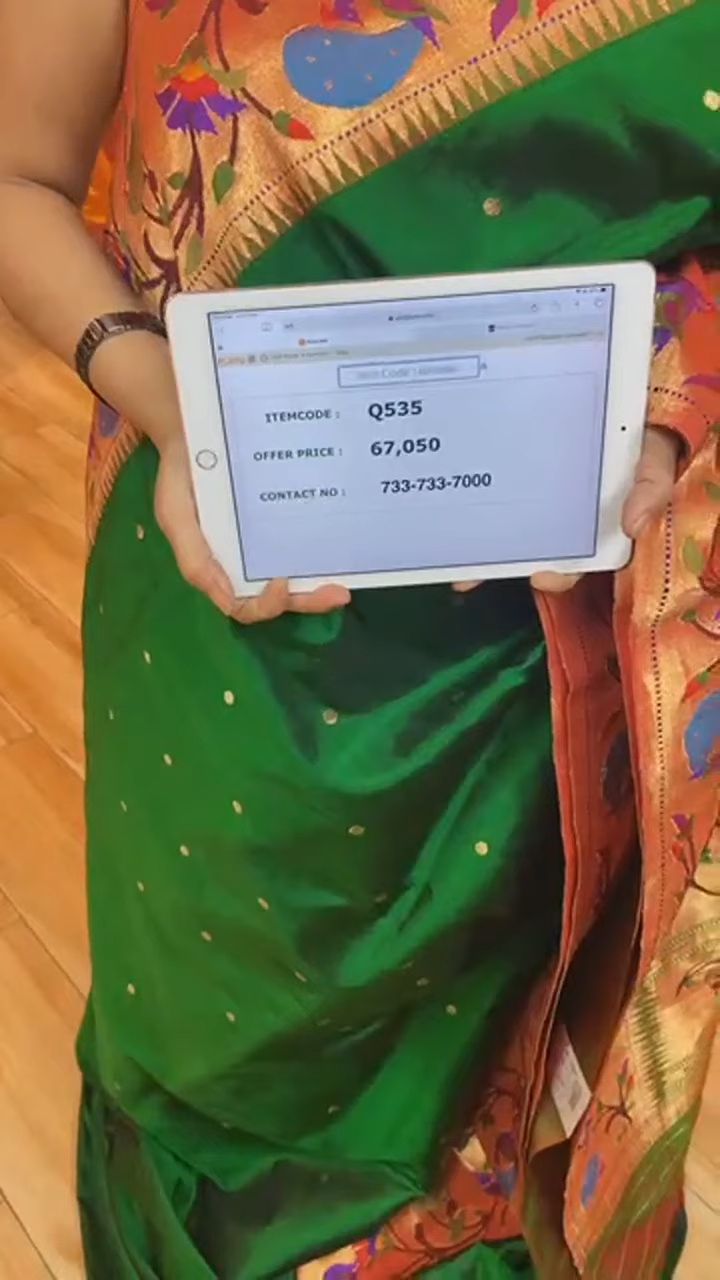 ITEMCODE : Q535
OFFER PRICE : 67,050
CONTACT NO : 733-733-7000